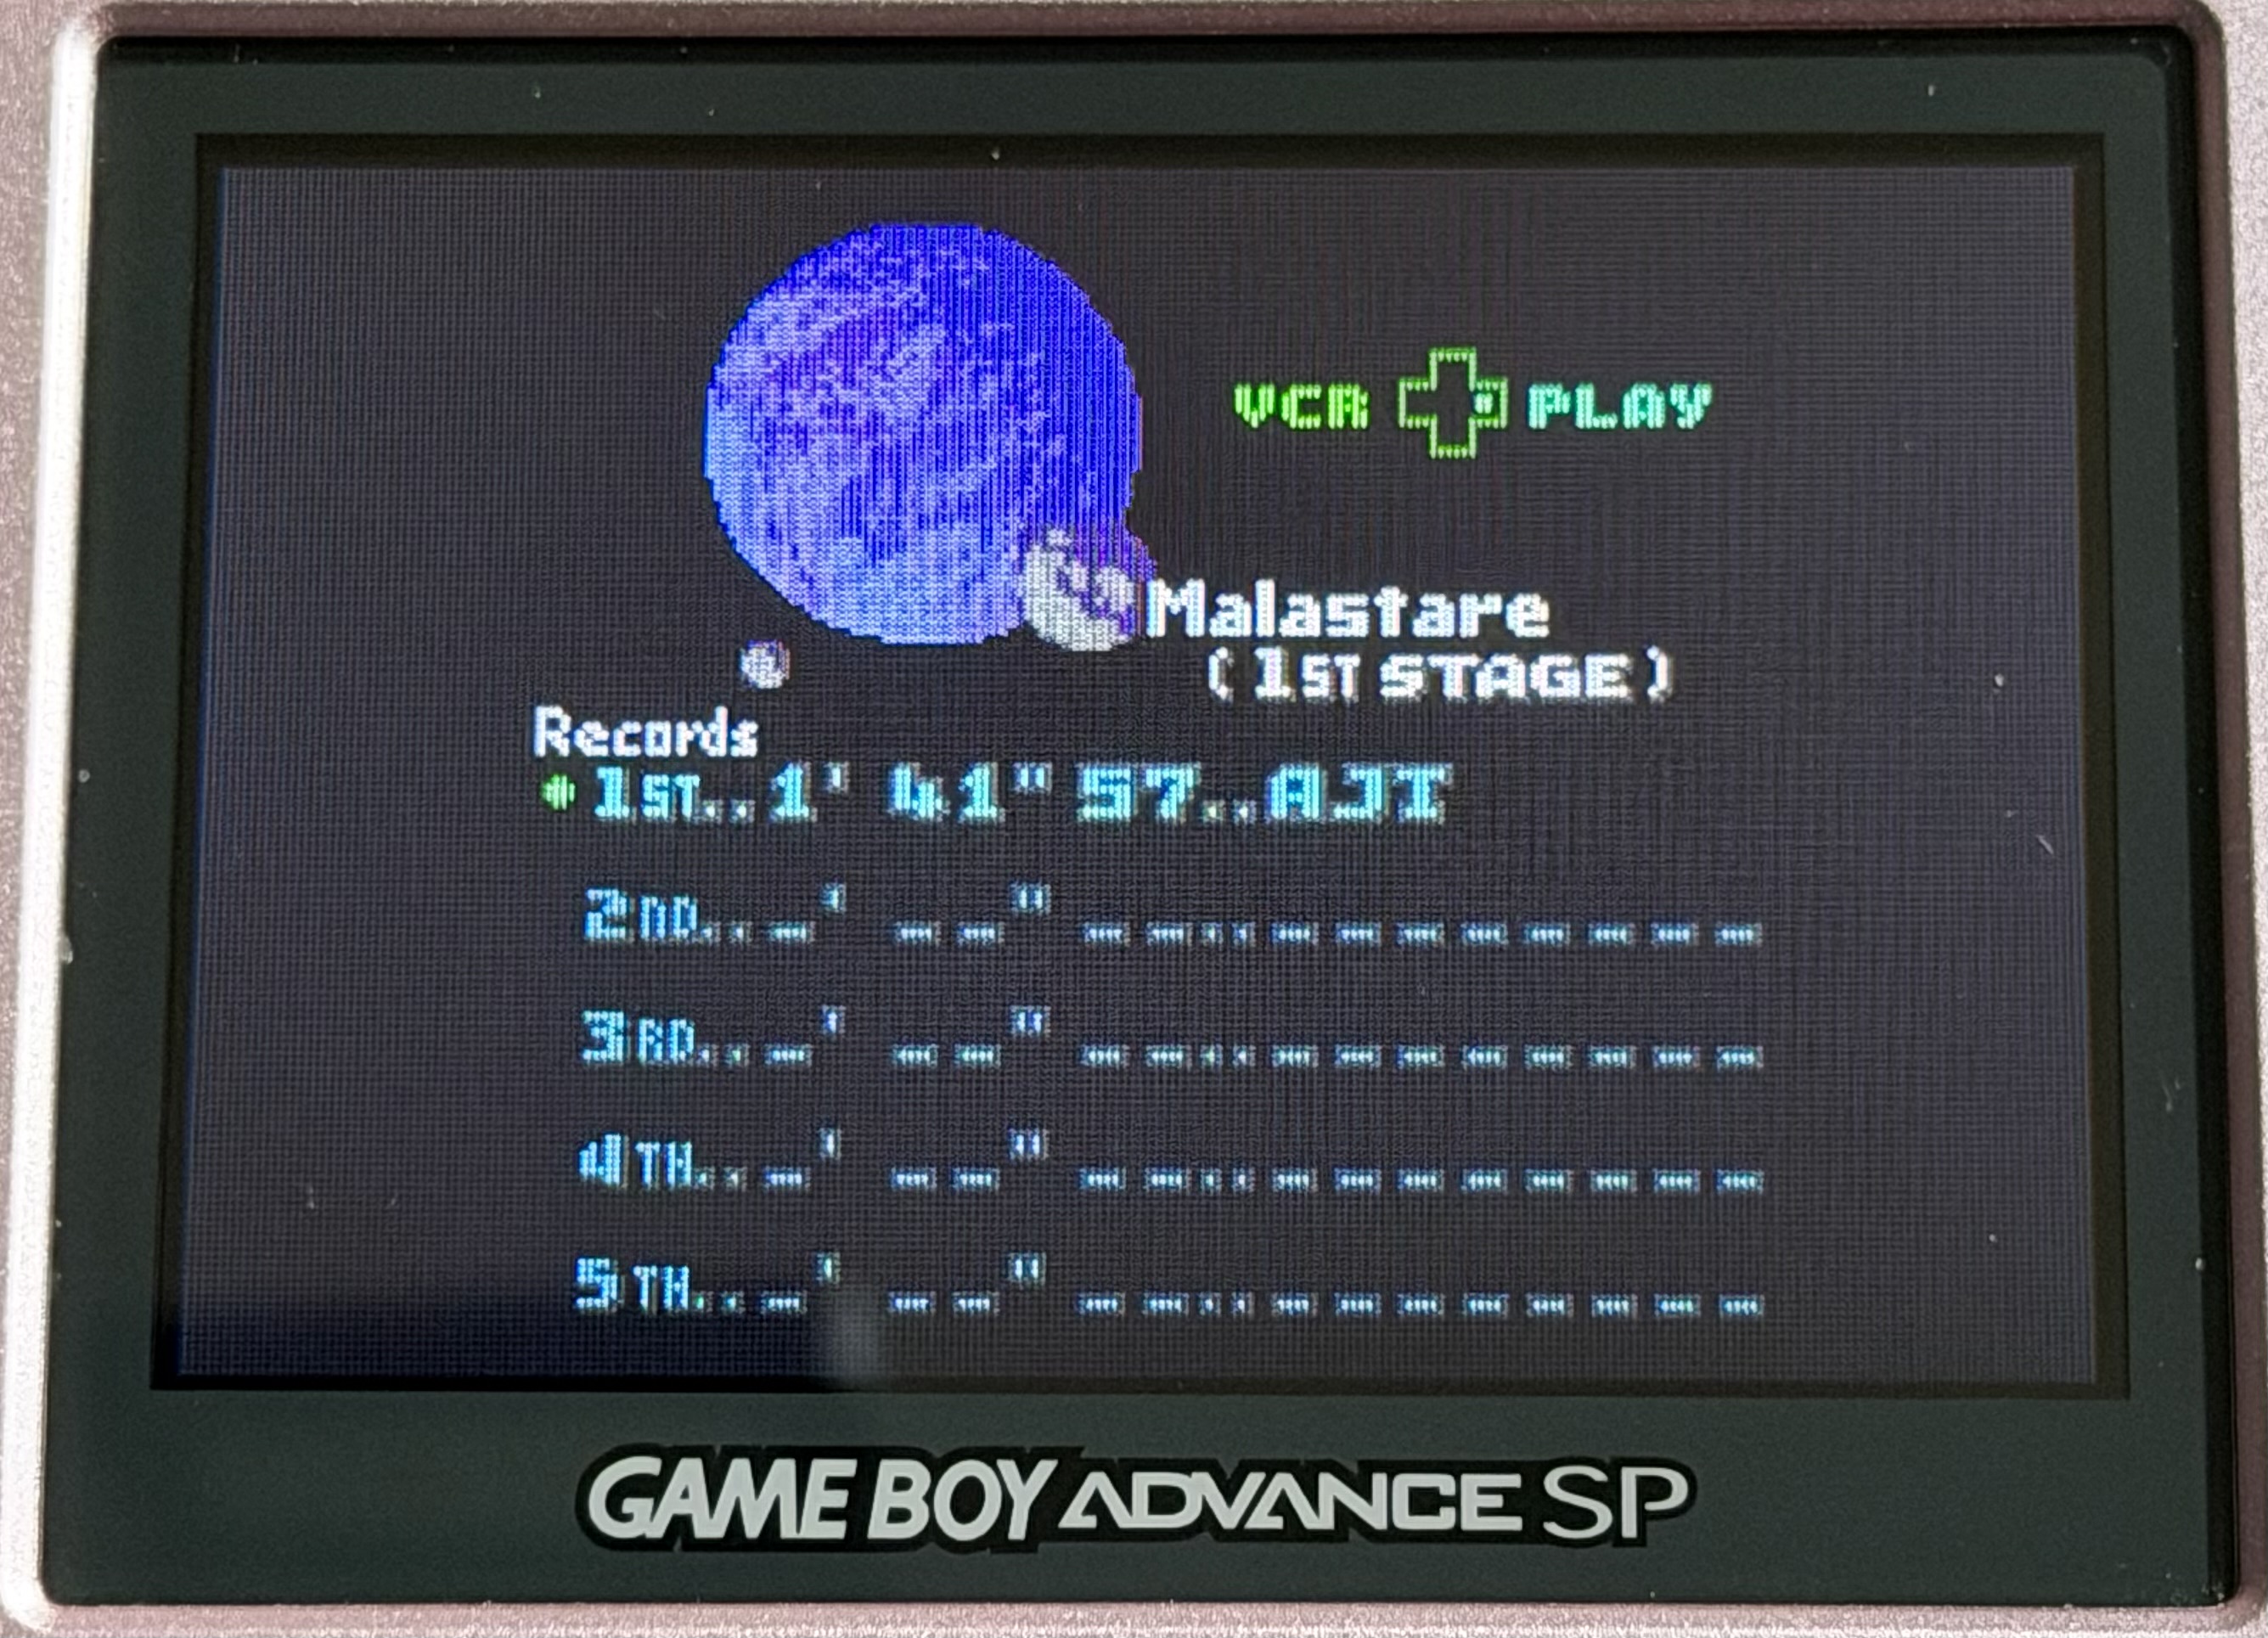 VCR PLAY
Malastare
(1ST STAGE)
Records
1ST..1' 41" 57..AJI
2ND.._' _ _" _ _.._ _ _ _ _ _ _ _
3RD.._' _ _" _ _.._ _ _ _ _ _ _ _
4TH.._' _ _" _ _.._ _ _ _ _ _ _ _
5TH.._' _ _" _ _.._ _ _ _ _ _ _ _
GAME BOY ADVANCE SP